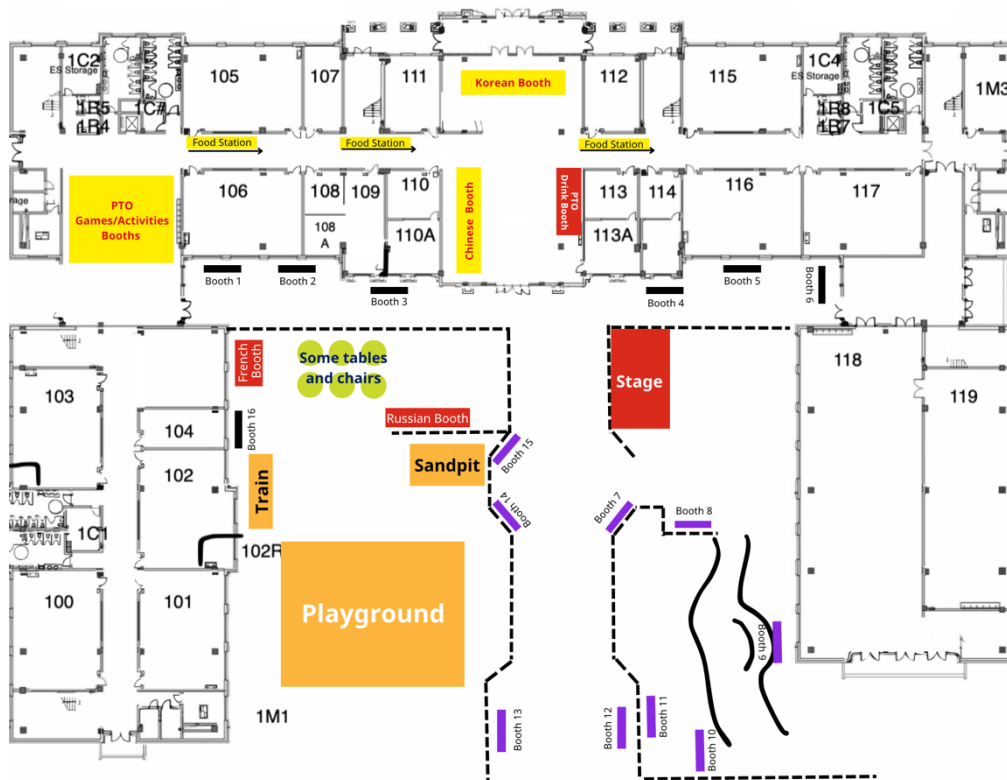 1C2
ES Storage
1R5
1R4
1C#
105
107
111
Korean Booth
112
115
1C4
ES Storage
1R8
1R7
1C5
1M3
Food Station
Food Station
Food Station
PTO
Games/Activities
Booths
106
108
108
A
109
110
110A
Chinese Booth
PTO
Drink Booth
113
113A
114
116
117
Booth 1
Booth 2
Booth 3
Booth 4
Booth 5
Booth 6
103
French
Booth
Some tables
and chairs
Stage
118
119
104
Booth 16
Russian Booth
102
Train
Sandpit
Booth 15
Booth 14
Booth 7
Booth 8
1C1
102R
100
101
Playground
Booth 9
1M1
Booth 13
Booth 12
Booth 11
Booth 10